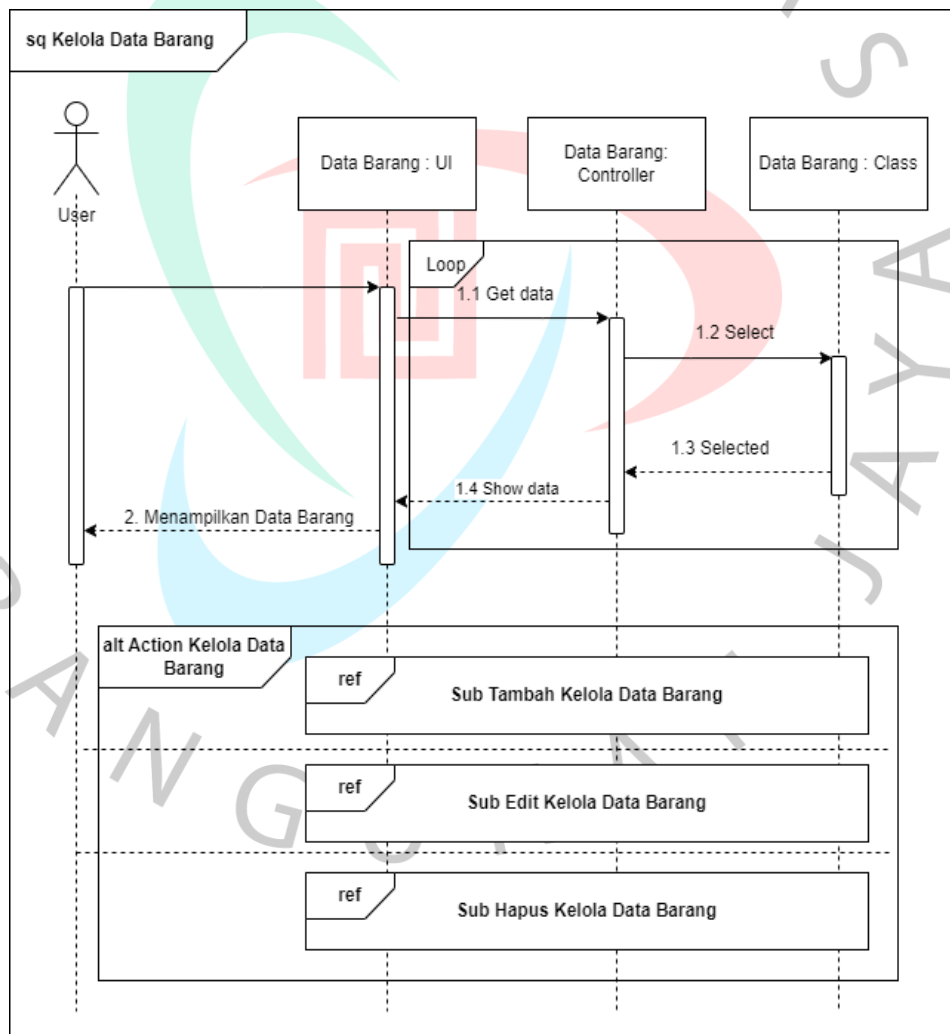 sq Kelola Data Barang
User
Data Barang : UI
Data Barang:
Controller
Data Barang : Class
Loop
1.1 Get data
1.2 Select
1.3 Selected
1.4 Show data
2. Menampilkan Data Barang
alt Action Kelola Data
Barang
ref
Sub Tambah Kelola Data Barang
ref
Sub Edit Kelola Data Barang
ref
Sub Hapus Kelola Data Barang
JAYA